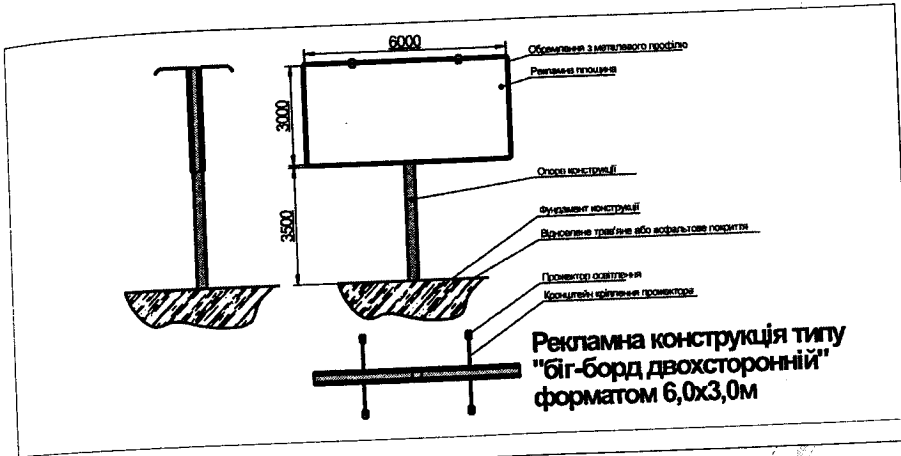 6000
Обрамлення з металевого профілю
Рекламна площина
3000
Опора конструкції
3500
Фундамент конструкції
Відновлене трав'яне або асфальтове покриття
Прожектор освітлення
Кронштейн кріплення прожектора
Рекламна конструкція типу
"біг-борд двохсторонній"
форматом 6,0х3,0м